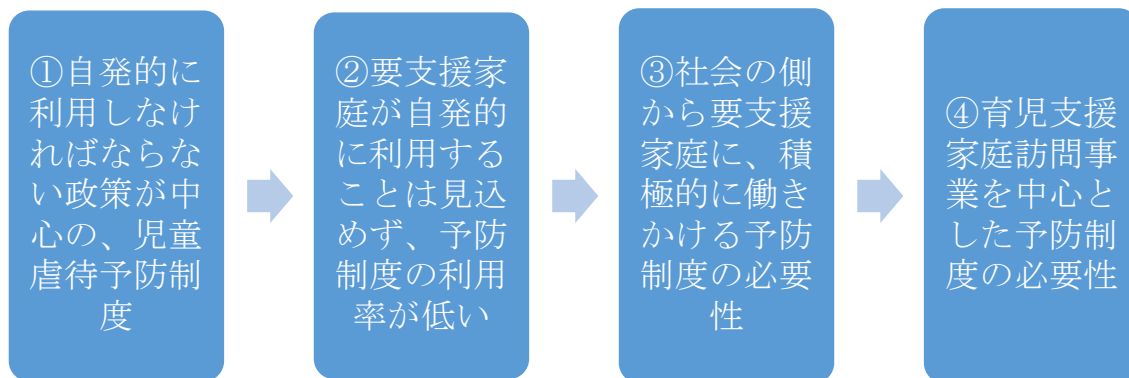 ①自発的に
利用しなけ
ればならな
い政策が中
心の、児童
虐待予防制
度
②要支援家
庭が自発的
に利用する
ことは見込
めず、予防
制度の利用
率が低い
③社会の側
から要支援
家庭に、積
極的に働き
かける予防
制度の必要
性
④育児支援
家庭訪問事
業を中心と
した予防制
度の必要性